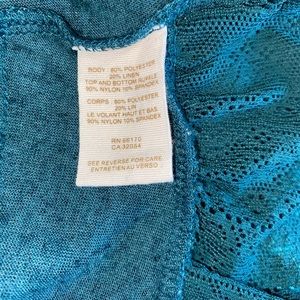 BODY : 80% POLYESTER
20% LINEN
TOP AND BOTTOM RUFFLE
90% NYLON 10% SPANDEX
CORPS : 80% POLYESTER
20% LIN
LE VOLANT HAUT ET BAS
90% NYLON 10% SPANDEX
RN 66170
CA 32084
SEE REVERSE FOR CARE
ENTRETIEN AU VERSO